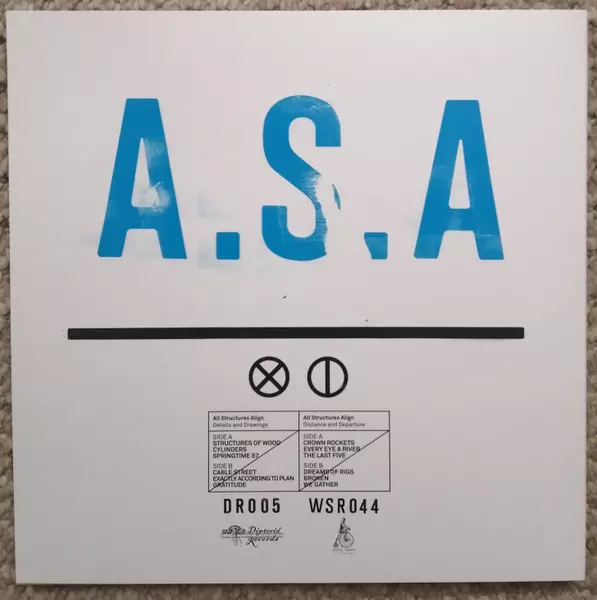 A.S.A
All Structures Align
Details and Drawings
SIDE A
STRUCTURES OF WOOD
CYLINDERS
SPRINGTIME 87
SIDE B
CABLE STREET
EXACTLY ACCORDING TO PLAN
GRATITUDE
All Structures Align
Distance and Departure
SIDE A
CROWN ROCKETS
EVERY EYE A RIVER
THE LAST FIVE
SIDE B
DREAMS OF RIGS
BROKEN
WE GATHER
DR005 WSR044
Dipterid
Records